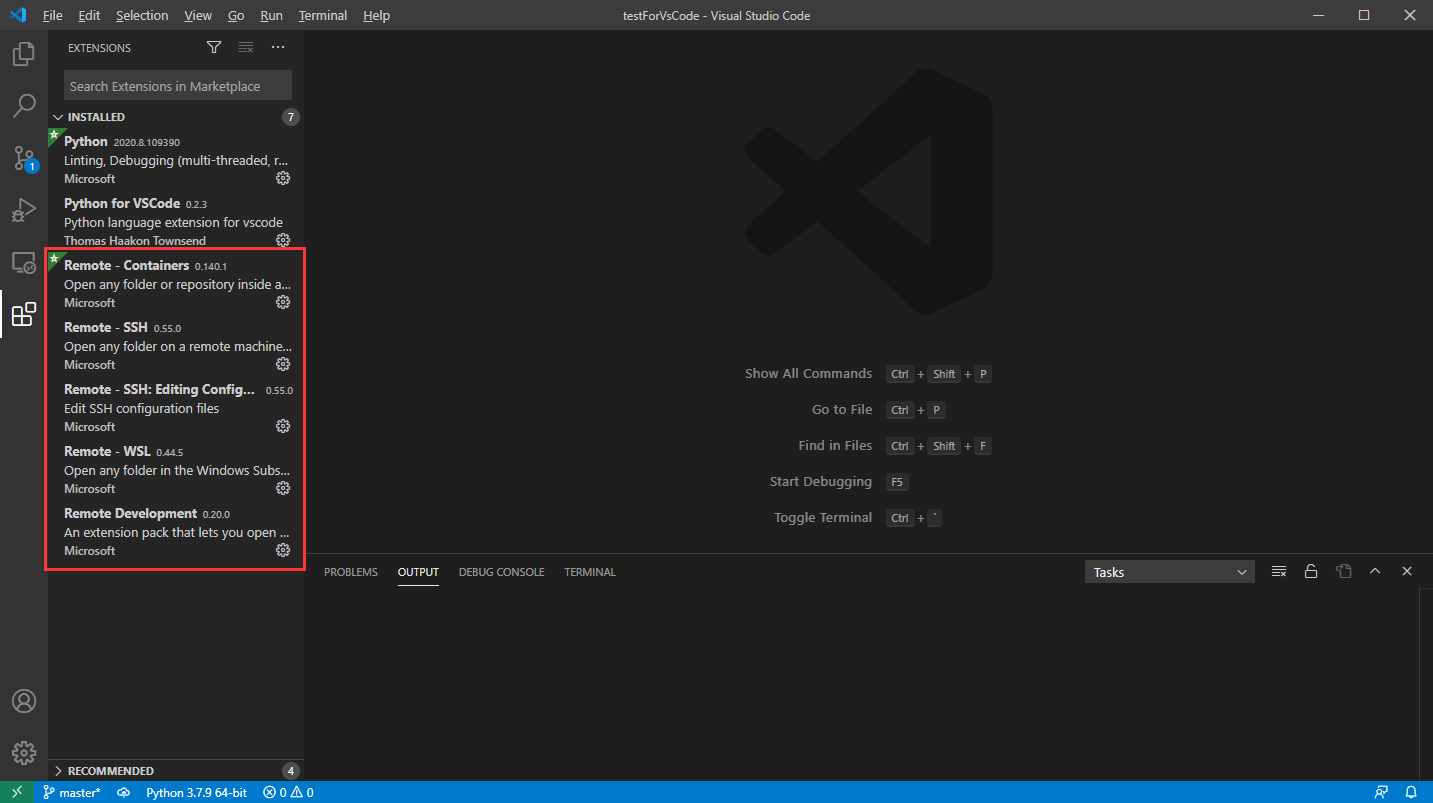 File Edit Selection View Go Run Terminal Help
testForVsCode - Visual Studio Code
EXTENSIONS
Search Extensions in Marketplace
INSTALLED 7
Python 2020.8.109390
Linting, Debugging (multi-threaded, r...
Microsoft
1
Python for VSCode 0.2.3
Python language extension for vscode
Thomas Haakon Townsend
Remote - Containers 0.140.1
Open any folder or repository inside a...
Microsoft
Remote - SSH 0.55.0
Open any folder on a remote machine...
Microsoft
Remote - SSH: Editing Config... 0.55.0
Edit SSH configuration files
Microsoft
Remote - WSL 0.44.5
Open any folder in the Windows Subs...
Microsoft
Remote Development 0.20.0
An extension pack that lets you open ...
Microsoft
RECOMMENDED 4
Show All Commands Ctrl + Shift + P
Go to File Ctrl + P
Find in Files Ctrl + Shift + F
Start Debugging F5
Toggle Terminal Ctrl + `
PROBLEMS OUTPUT DEBUG CONSOLE TERMINAL
Tasks
master* Python 3.7.9 64-bit 0 0